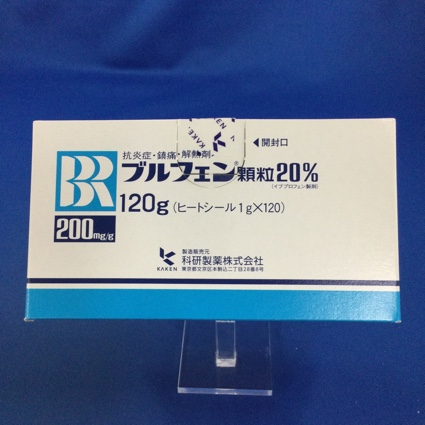 KAKEN
抗炎症・鎮痛・解熱剤
◀開封口
ブルフェン®顆粒20%
(イブプロフェン製剤)
120g(ヒートシール1g×120)
BR
200mg/g
製造販売元
科研製薬株式会社
KAKEN
東京都文京区本駒込二丁目28番8号